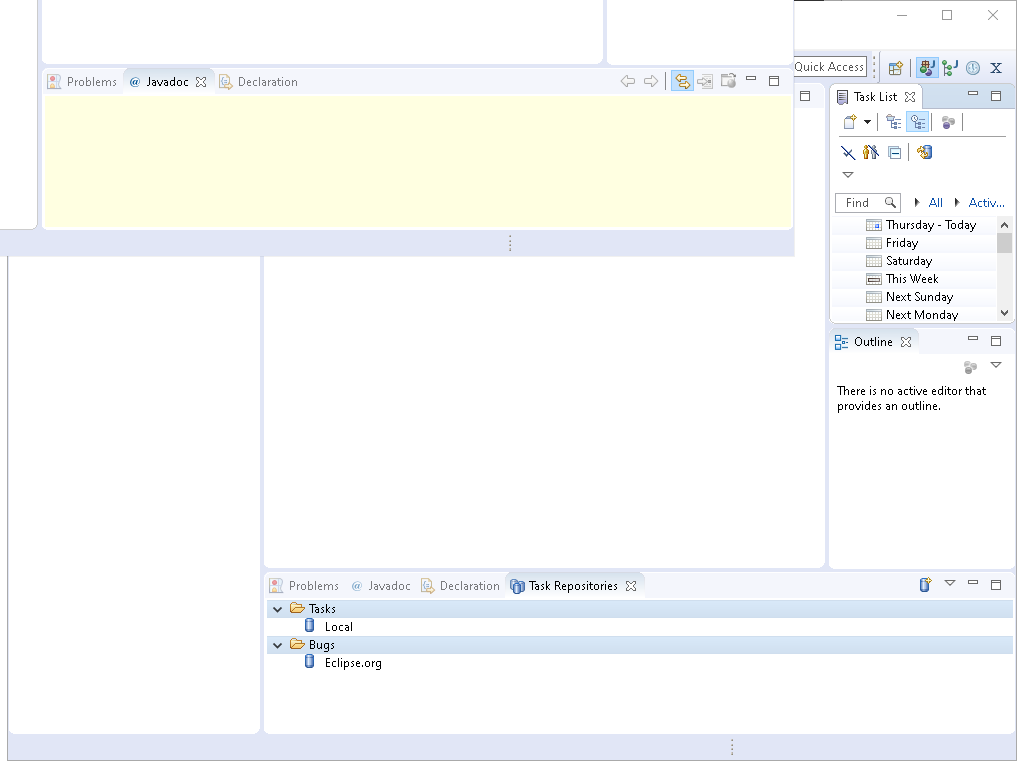 Problems @ Javadoc Declaration
Quick Access
Task List
Find All Activ...
Thursday - Today
Friday
Saturday
This Week
Next Sunday
Next Monday
Outline
There is no active editor that
provides an outline.
Problems @ Javadoc Declaration Task Repositories
Tasks
Local
Bugs
Eclipse.org